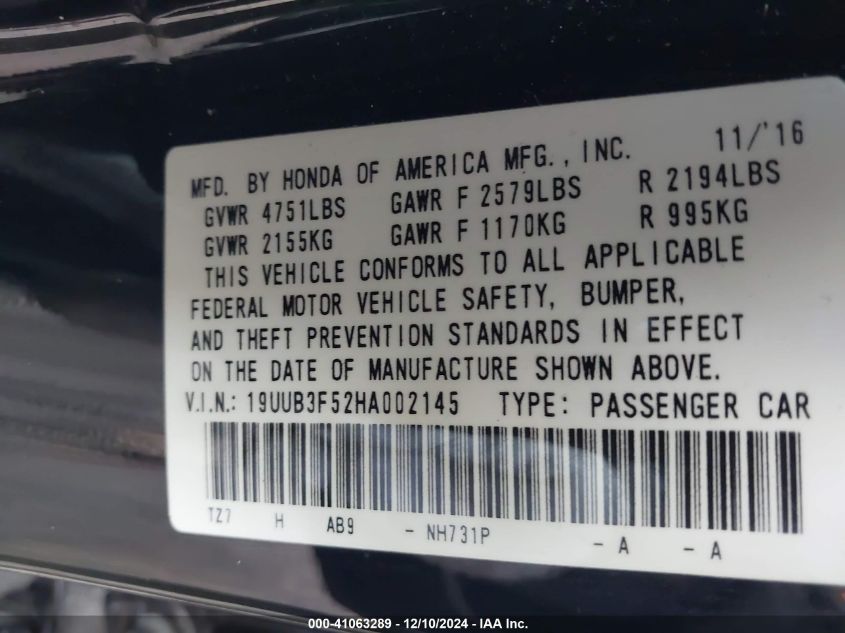 MFD. BY HONDA OF AMERICA MFG., INC. 11/'16
GVWR 4751LBS GAWR F 2579LBS R 2194LBS
GVWR 2155KG GAWR F 1170KG R 995KG
THIS VEHICLE CONFORMS TO ALL APPLICABLE
FEDERAL MOTOR VEHICLE SAFETY, BUMPER,
AND THEFT PREVENTION STANDARDS IN EFFECT
ON THE DATE OF MANUFACTURE SHOWN ABOVE.
V.I.N.: 19UUB3F52HA002145 TYPE: PASSENGER CAR
TZ7 H AB9 - NH731P - A - A
000-41063289 - 12/10/2024 - IAA Inc.